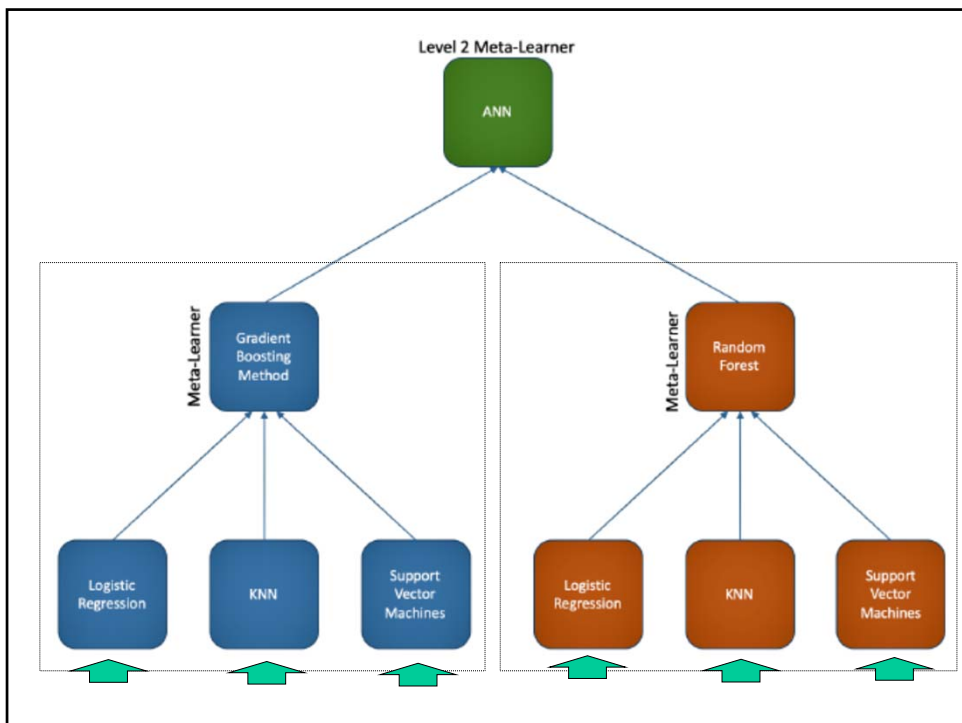 Level 2 Meta-Learner
ANN
Meta-Learner
Gradient
Boosting
Method
Meta-Learner
Random
Forest
Logistic
Regression
KNN
Support
Vector
Machines
Logistic
Regression
KNN
Support
Vector
Machines